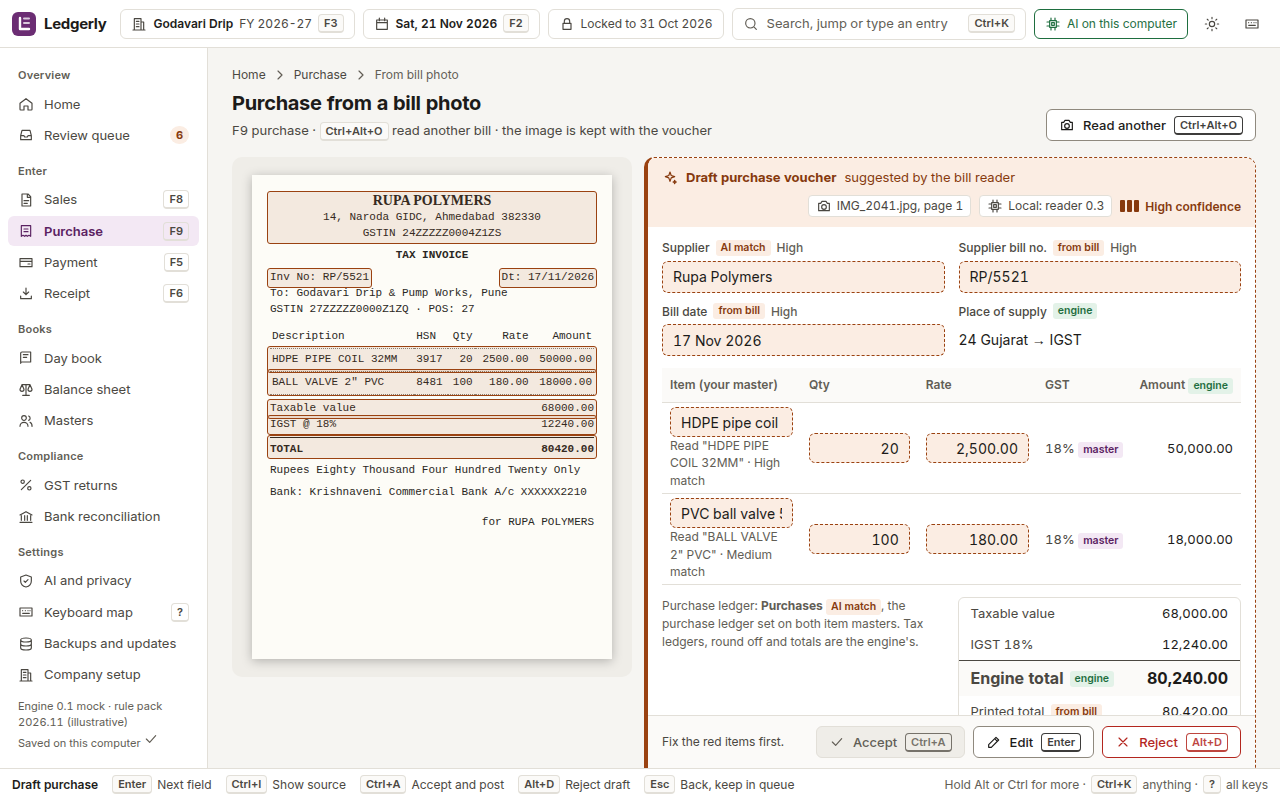 Ledgerly
Godavari Drip FY 2026-27 F3
Sat, 21 Nov 2026 F2
Locked to 31 Oct 2026
Search, jump or type an entry Ctrl+K
AI on this computer
Overview
Home
Review queue 6
Enter
Sales F8
Purchase F9
Payment F5
Receipt F6
Books
Day book
Balance sheet
Masters
Compliance
GST returns
Bank reconciliation
Settings
AI and privacy
Keyboard map ?
Backups and updates
Company setup
Engine 0.1 mock · rule pack
2026.11 (illustrative)
Saved on this computer
Home > Purchase > From bill photo
Purchase from a bill photo
F9 purchase · Ctrl+Alt+O read another bill · the image is kept with the voucher
Read another Ctrl+Alt+O
RUPA POLYMERS
14, Naroda GIDC, Ahmedabad 382330
GSTIN 24ZZZZZ0004Z1ZS
TAX INVOICE
Inv No: RP/5521 Dt: 17/11/2026
To: Godavari Drip & Pump Works, Pune
GSTIN 27ZZZZZ0000Z1ZQ · POS: 27
Description HSN Qty Rate Amount
HDPE PIPE COIL 32MM 3917 20 2500.00 50000.00
BALL VALVE 2" PVC 8481 100 180.00 18000.00
Taxable value 68000.00
IGST @ 18% 12240.00
TOTAL 80420.00
Rupees Eighty Thousand Four Hundred Twenty Only
Bank: Krishnaveni Commercial Bank A/c XXXXXX2210
for RUPA POLYMERS
Draft purchase voucher suggested by the bill reader
IMG_2041.jpg, page 1 Local: reader 0.3 High confidence
Supplier AI match High
Rupa Polymers
Supplier bill no. from bill High
RP/5521
Bill date from bill High
17 Nov 2026
Place of supply engine
24 Gujarat → IGST
Item (your master) Qty Rate GST Amount engine
HDPE pipe coil 20 2,500.00 18% master 50,000.00
Read "HDPE PIPE
COIL 32MM" · High
match
PVC ball valve 100 180.00 18% master 18,000.00
Read "BALL VALVE
2" PVC" · Medium
match
Purchase ledger: Purchases AI match, the
purchase ledger set on both item masters. Tax
ledgers, round off and totals are the engine's.
Taxable value 68,000.00
IGST 18% 12,240.00
Engine total engine 80,240.00
Printed total from bill 80,420.00
Fix the red items first.
Accept Ctrl+A
Edit Enter
Reject Alt+D
Draft purchase Enter Next field Ctrl+I Show source Ctrl+A Accept and post Alt+D Reject draft Esc Back, keep in queue
Hold Alt or Ctrl for more · Ctrl+K anything · ? all keys